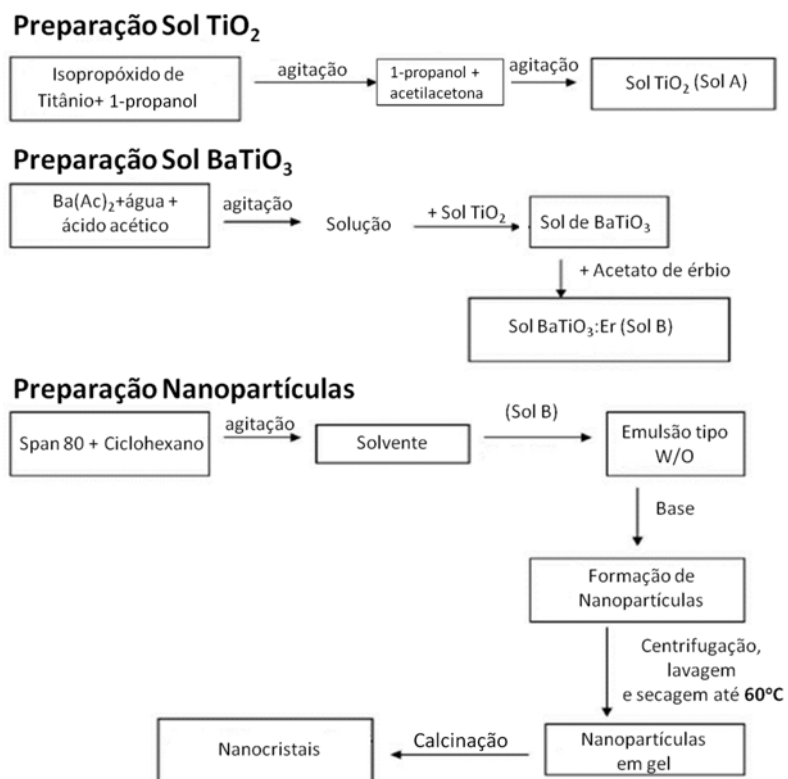 Preparação Sol TiO₂
Isopropóxido de
Titânio+ 1-propanol
agitação
1-propanol +
acetilacetona
agitação
Sol TiO₂ (Sol A)
Preparação Sol BaTiO₃
Ba(Ac)₂+água +
ácido acético
agitação
Solução
+ Sol TiO₂
Sol de BaTiO₃
+ Acetato de érbio
Sol BaTiO₃:Er (Sol B)
Preparação Nanopartículas
Span 80 + Ciclohexano
agitação
Solvente
(Sol B)
Emulsão tipo
W/O
Base
Formação de
Nanopartículas
Centrifugação,
lavagem
e secagem até 60°C
Nanopartículas
em gel
Calcinação
Nanocristais